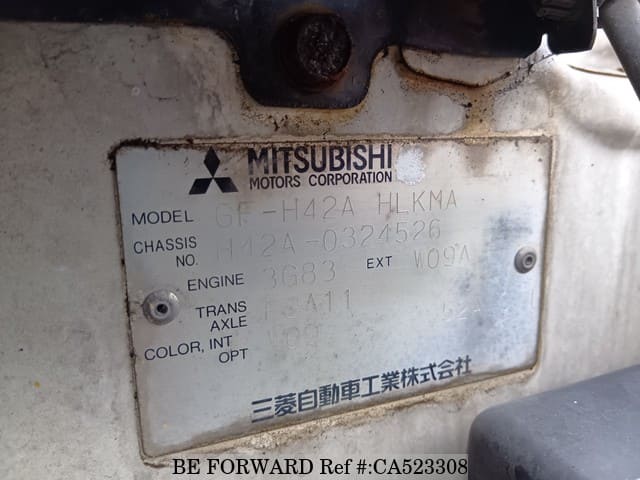 MITSUBISHI
MOTORS CORPORATION
MODEL GF-H42A HLKMA
CHASSIS NO. H42A-0324526
ENGINE 3G83 EXT W09A
TRANS AXLE
COLOR, INT OPT
三菱自動車工業株式会社
BE FORWARD Ref #:CA523308